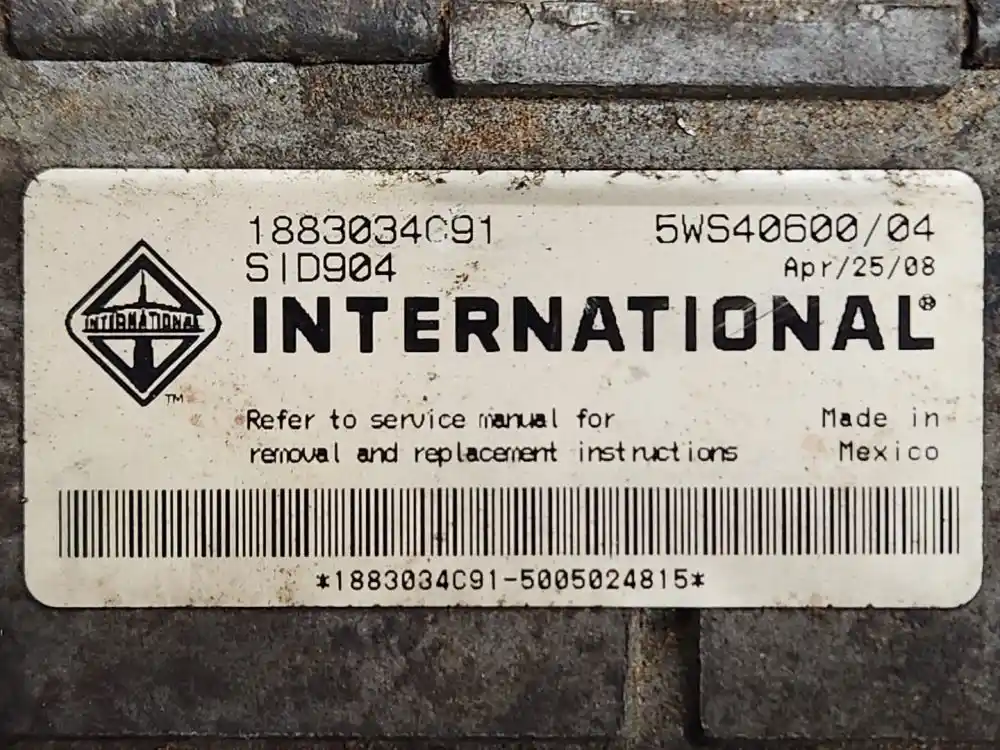 1883034C91 5WS40600/04
SID904 Apr/25/08
INTERNATIONAL
INTERNATIONAL®
TM
Refer to service manual for Made in
removal and replacement instructions Mexico
*1883034C91-5005024815*